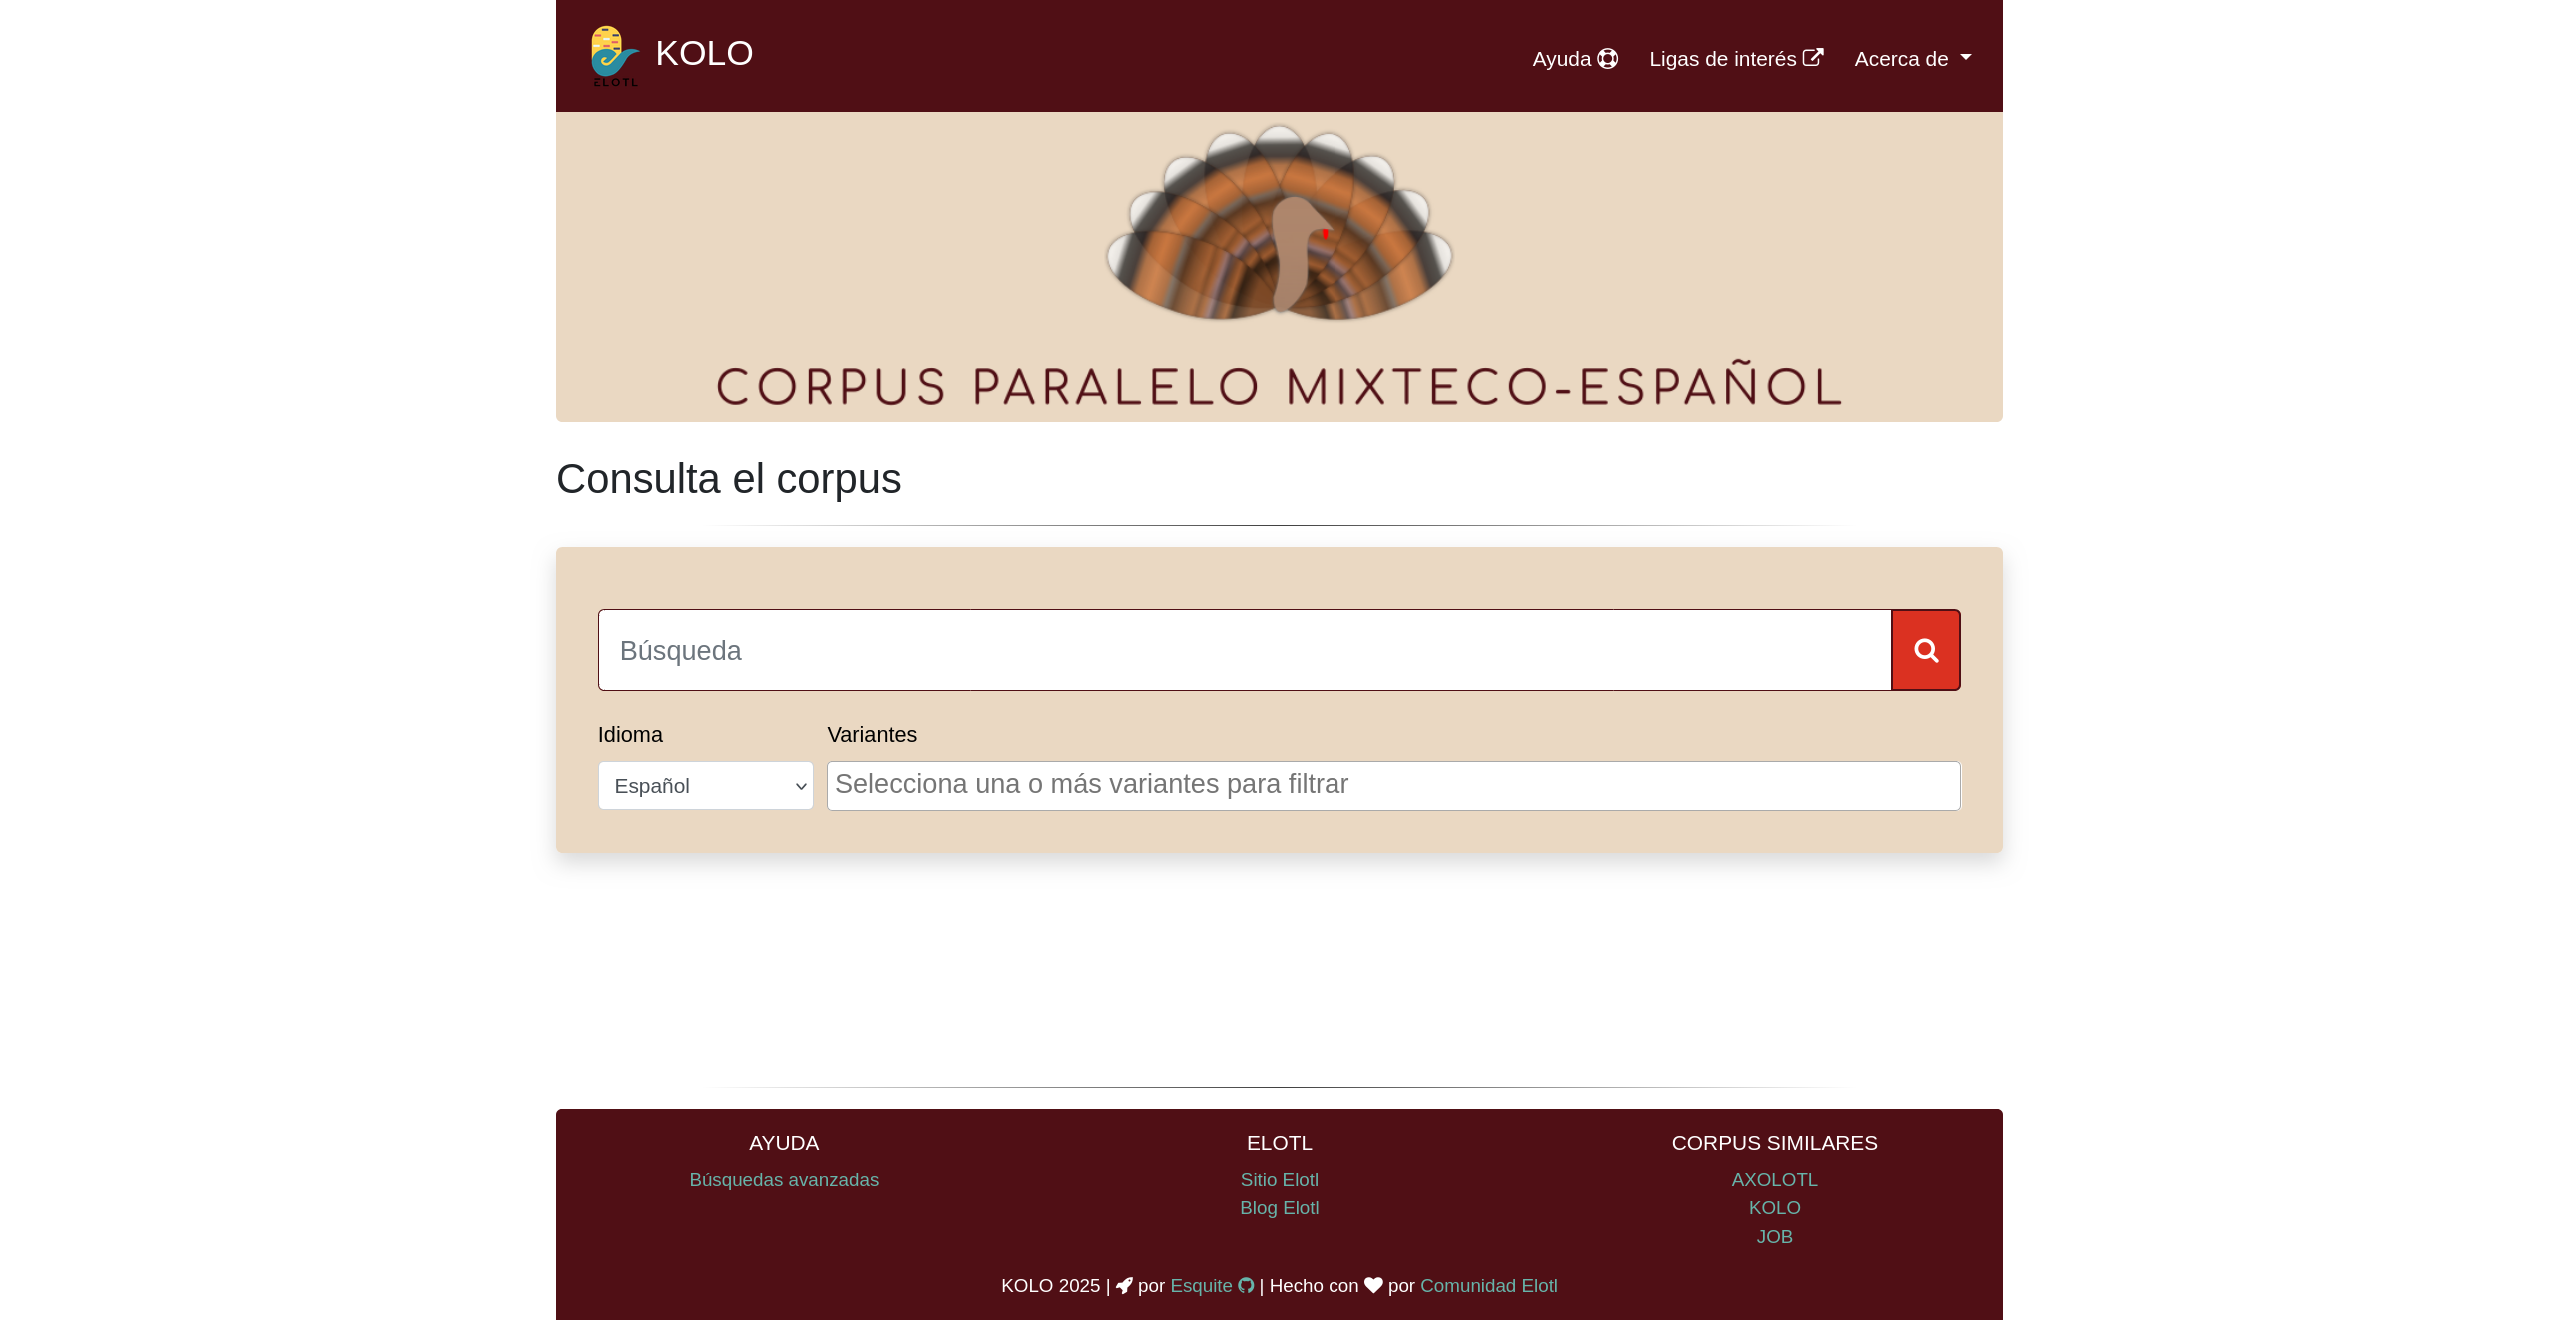 ELOTL
KOLO
Ayuda
Ligas de interés
Acerca de
CORPUS PARALELO MIXTECO-ESPAÑOL
Consulta el corpus
Búsqueda
Idioma
Variantes
Español
Selecciona una o más variantes para filtrar
AYUDA
Búsquedas avanzadas
ELOTL
Sitio Elotl
Blog Elotl
CORPUS SIMILARES
AXOLOTL
KOLO
JOB
KOLO 2025 | por Esquite | Hecho con por Comunidad Elotl